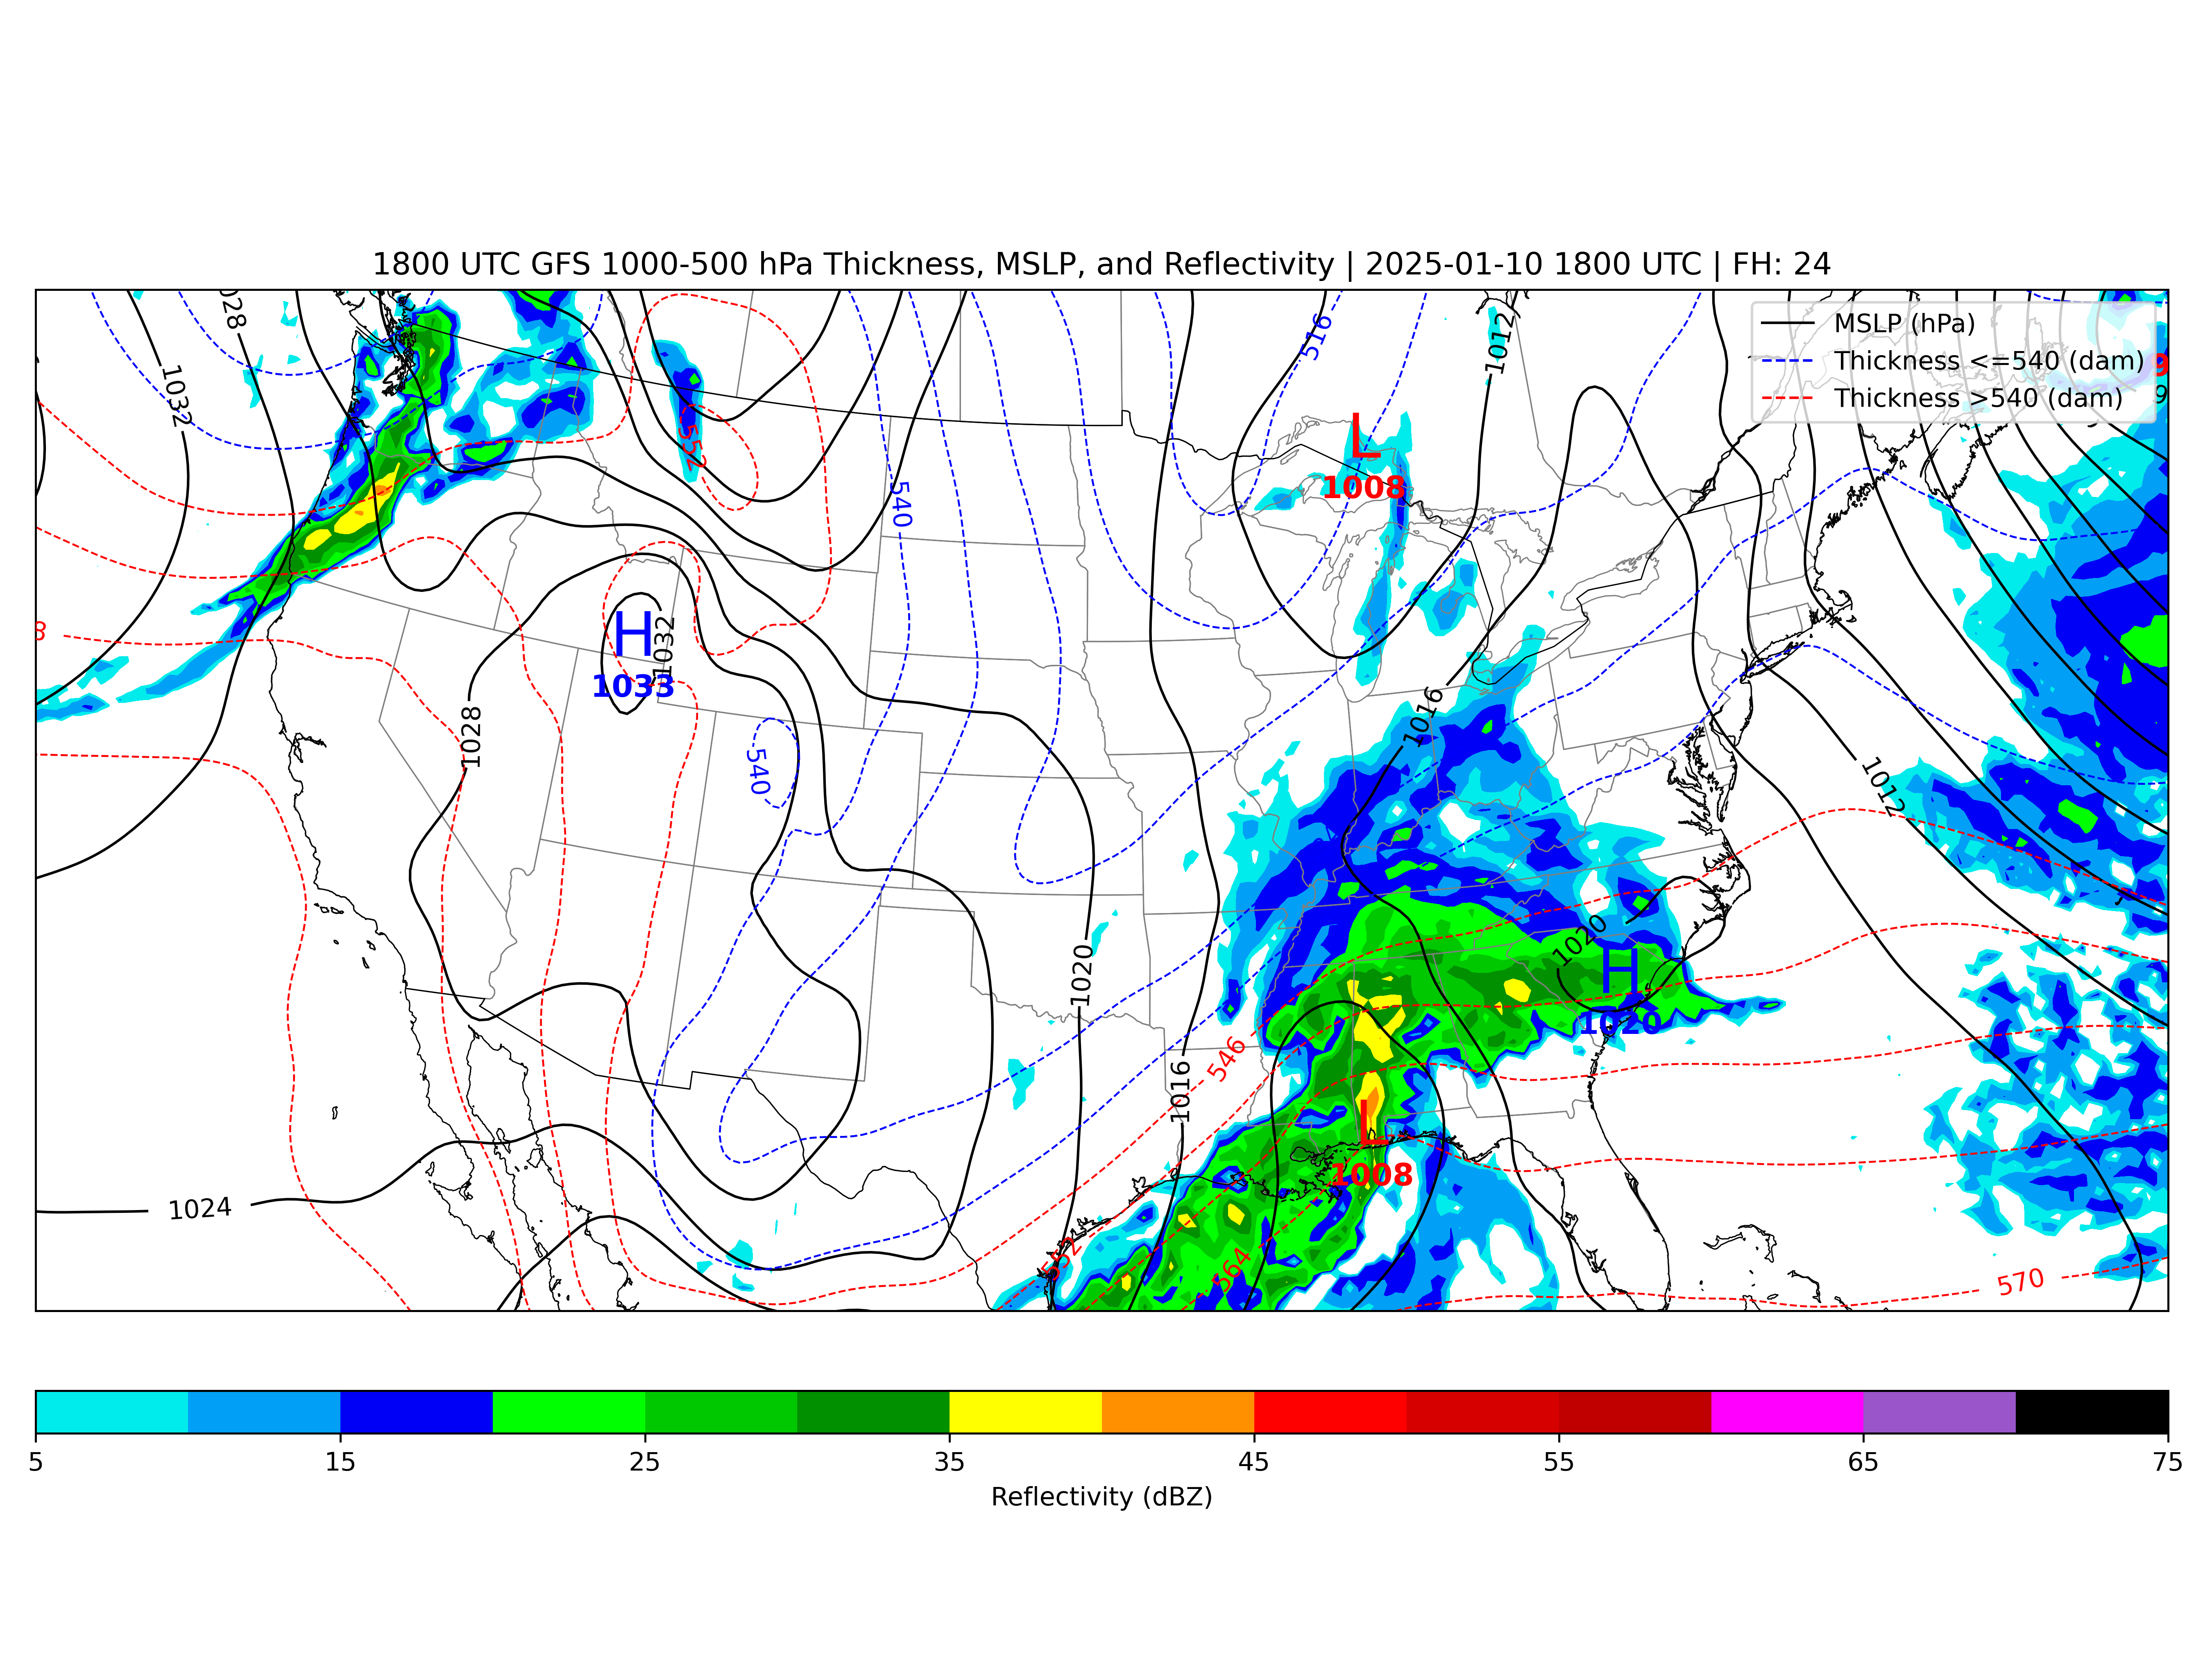 1800 UTC GFS 1000-500 hPa Thickness, MSLP, and Reflectivity | 2025-01-10 1800 UTC | FH: 24
MSLP (hPa)
Thickness <=540 (dam)
Thickness >540 (dam)
1032
516
1012
552
540
L
1008
H
1033
1032
1028
1016
540
1012
1020
H
1020
1020
546
1016
L
1008
1024
552
564
570
5 15 25 35 45 55 65 75
Reflectivity (dBZ)